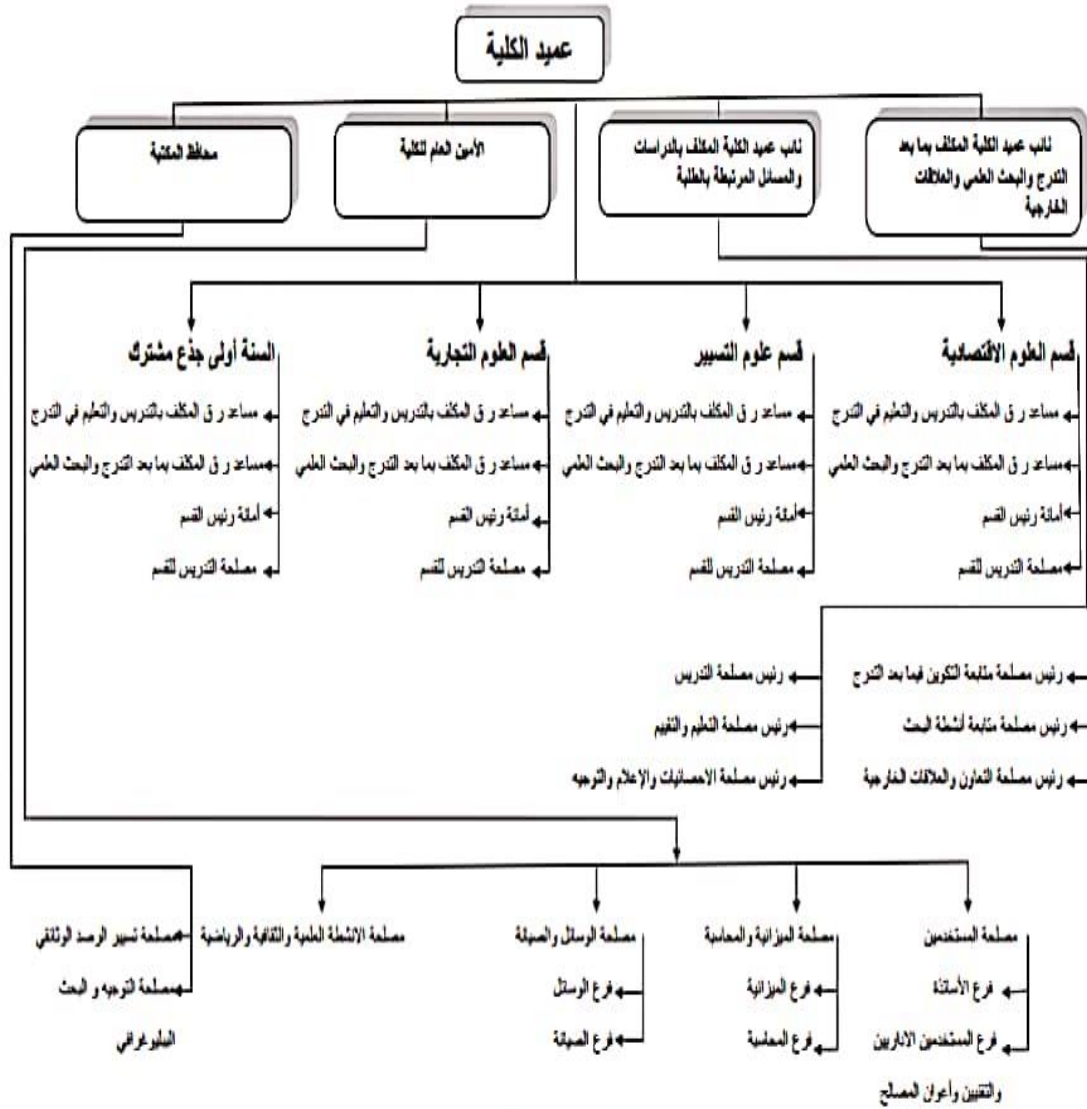 عميد الكلية
نائب عميد الكلية المكلف بما بعد
التدرج والبحث العلمي والعلاقات
الخارجية
نائب عميد الكلية المكلف بالدراسات
والمسائل المرتبطة بالطلبة
الأمين العام للكلية
محافظ المكتبة
قسم العلوم الاقتصادية
مساعد ر ق المكلف بالتدريس والتعليم في التدرج
مساعد ر ق المكلف بما بعد التدرج والبحث العلمي
أمانة رئيس القسم
مصلحة التدريس للقسم
قسم علوم التسيير
مساعد ر ق المكلف بالتدريس والتعليم في التدرج
مساعد ر ق المكلف بما بعد التدرج والبحث العلمي
أمانة رئيس القسم
مصلحة التدريس للقسم
قسم العلوم التجارية
مساعد ر ق المكلف بالتدريس والتعليم في التدرج
مساعد ر ق المكلف بما بعد التدرج والبحث العلمي
أمانة رئيس القسم
مصلحة التدريس للقسم
السنة أولى جذع مشترك
مساعد ر ق المكلف بالتدريس والتعليم في التدرج
مساعد ر ق المكلف بما بعد التدرج والبحث العلمي
أمانة رئيس القسم
مصلحة التدريس للقسم
رئيس مصلحة متابعة التكوين فيما بعد التدرج
رئيس مصلحة متابعة أنشطة البحث
رئيس مصلحة التعاون والعلاقات الخارجية
رئيس مصلحة التدريس
رئيس مصلحة التعليم والتقييم
رئيس مصلحة الاحصائيات والإعلام والتوجيه
مصلحة المستخدمين
فرع الأساتذة
فرع المستخدمين الاداريين
والتقنيين وأعوان المصالح
مصلحة الميزانية والمحاسبة
فرع الميزانية
فرع المحاسبة
مصلحة الوسائل والصيانة
فرع الوسائل
فرع الصيانة
مصلحة الانشطة العلمية والثقافية والرياضية
مصلحة تسيير الرصد الوثائقي
مصلحة التوجيه و البحث
البيليوغرافي